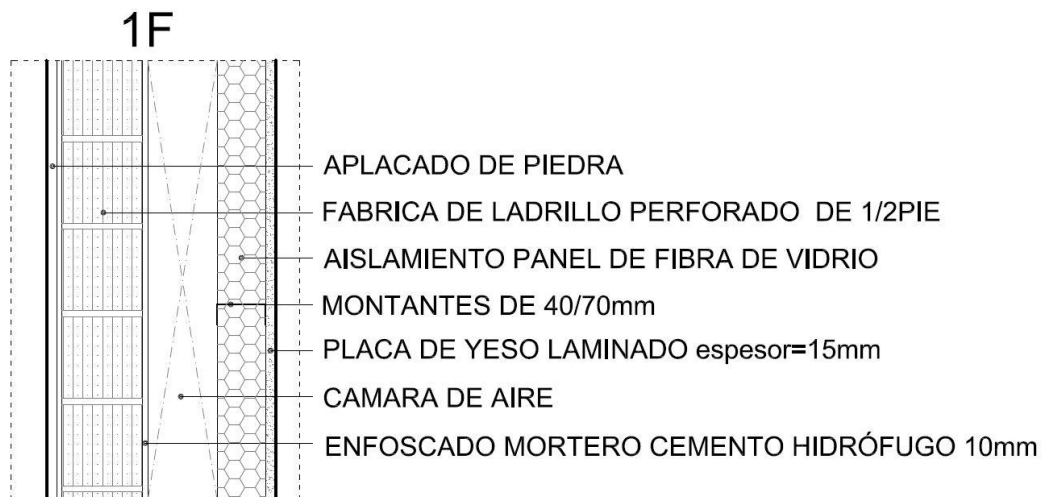 1F
APLACADO DE PIEDRA
FABRICA DE LADRILLO PERFORADO DE 1/2PIE
AISLAMIENTO PANEL DE FIBRA DE VIDRIO
MONTANTES DE 40/70mm
PLACA DE YESO LAMINADO espesor=15mm
CAMARA DE AIRE
ENFOSCADO MORTERO CEMENTO HIDRÓFUGO 10mm